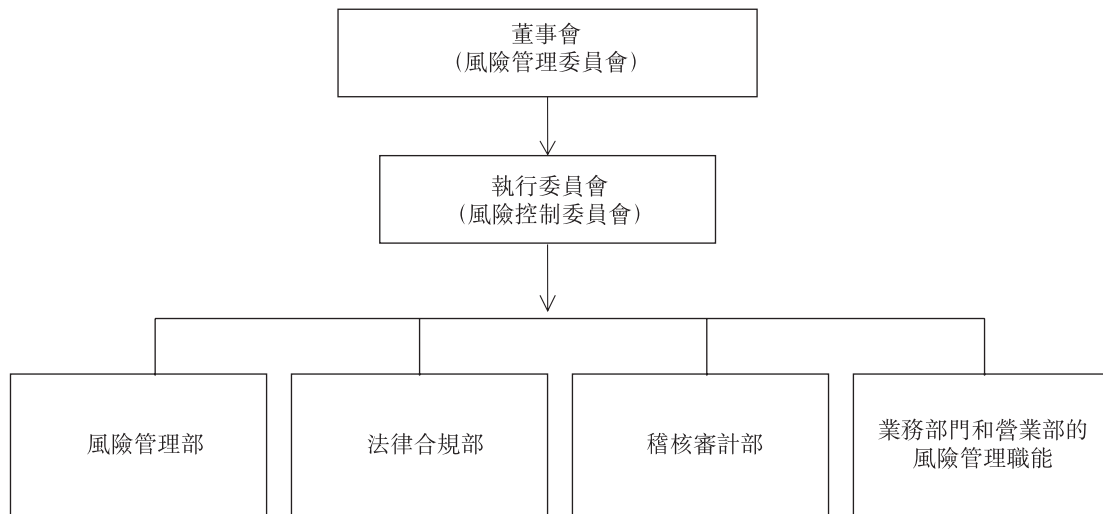 董事會
（風險管理委員會）
執行委員會
（風險控制委員會）
風險管理部
法律合規部
稽核審計部
業務部門和營業部的
風險管理職能